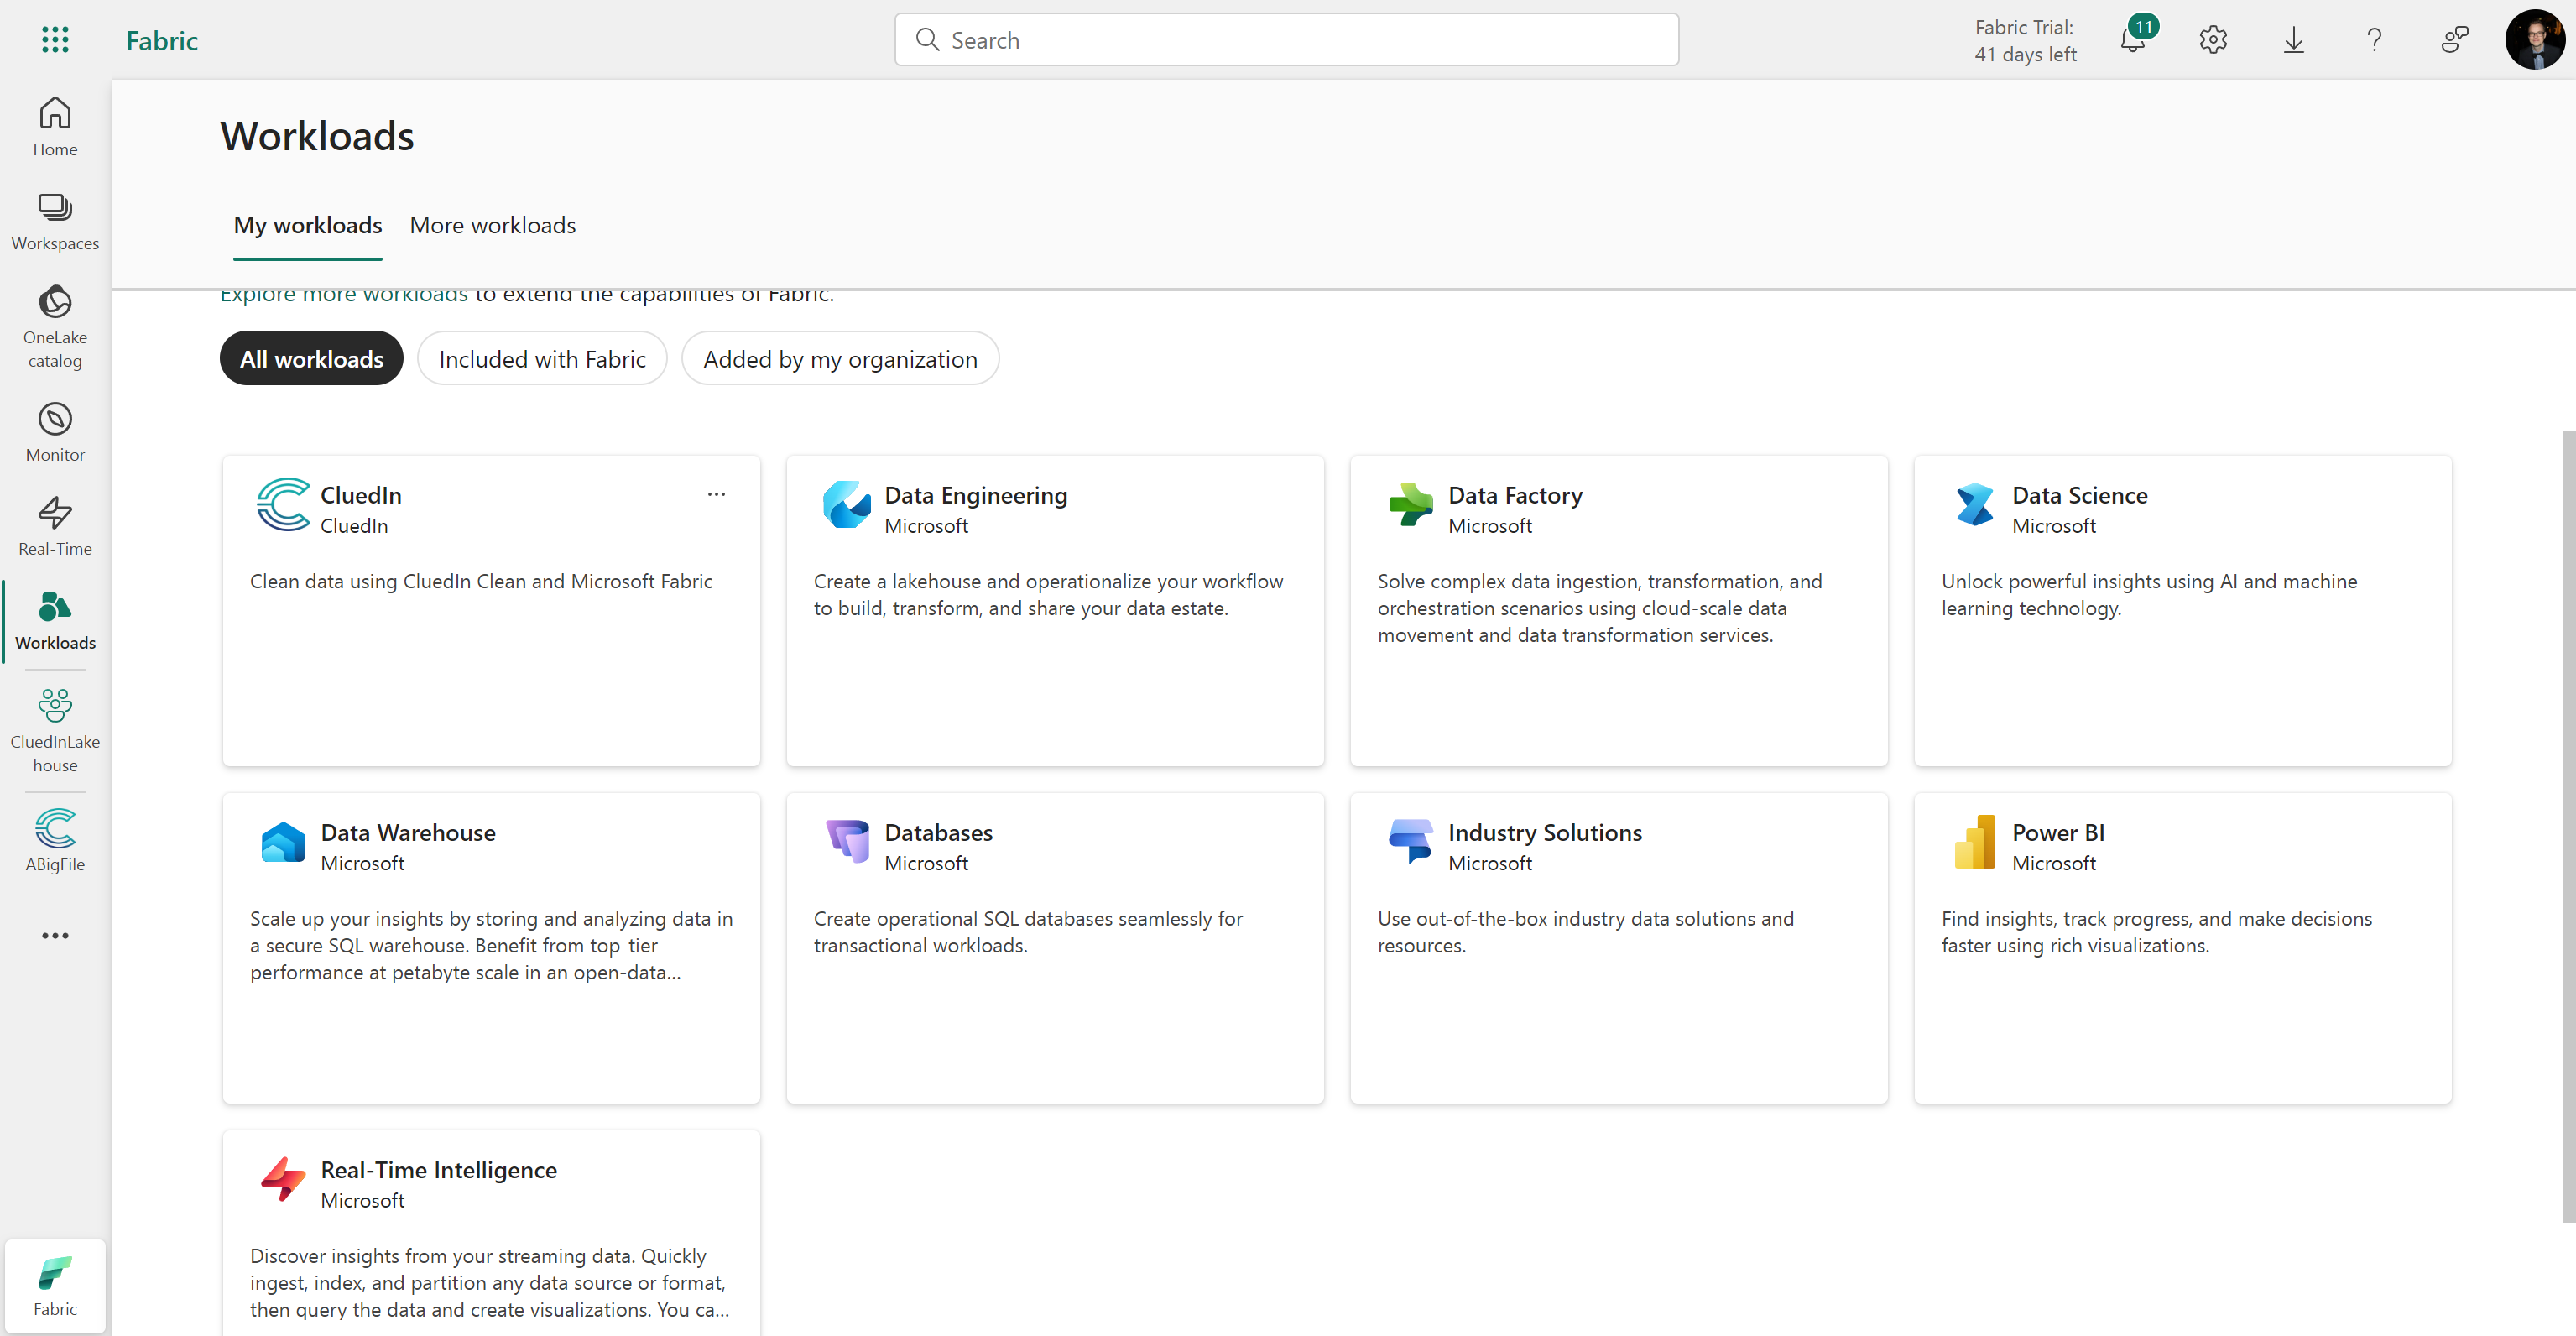 Fabric
Search
Fabric Trial:
41 days left
11
Home
Workspaces
OneLake
catalog
Monitor
Real-Time
Workloads
CluedInLake
house
ABigFile
Fabric
Workloads
My workloads
More workloads
Explore more workloads to extend the capabilities of Fabric.
All workloads
Included with Fabric
Added by my organization
CluedIn
CluedIn
Clean data using CluedIn Clean and Microsoft Fabric
Data Engineering
Microsoft
Create a lakehouse and operationalize your workflow
to build, transform, and share your data estate.
Data Factory
Microsoft
Solve complex data ingestion, transformation, and
orchestration scenarios using cloud-scale data
movement and data transformation services.
Data Science
Microsoft
Unlock powerful insights using AI and machine
learning technology.
Data Warehouse
Microsoft
Scale up your insights by storing and analyzing data in
a secure SQL warehouse. Benefit from top-tier
performance at petabyte scale in an open-data...
Databases
Microsoft
Create operational SQL databases seamlessly for
transactional workloads.
Industry Solutions
Microsoft
Use out-of-the-box industry data solutions and
resources.
Power BI
Microsoft
Find insights, track progress, and make decisions
faster using rich visualizations.
Real-Time Intelligence
Microsoft
Discover insights from your streaming data. Quickly
ingest, index, and partition any data source or format,
then query the data and create visualizations. You ca...